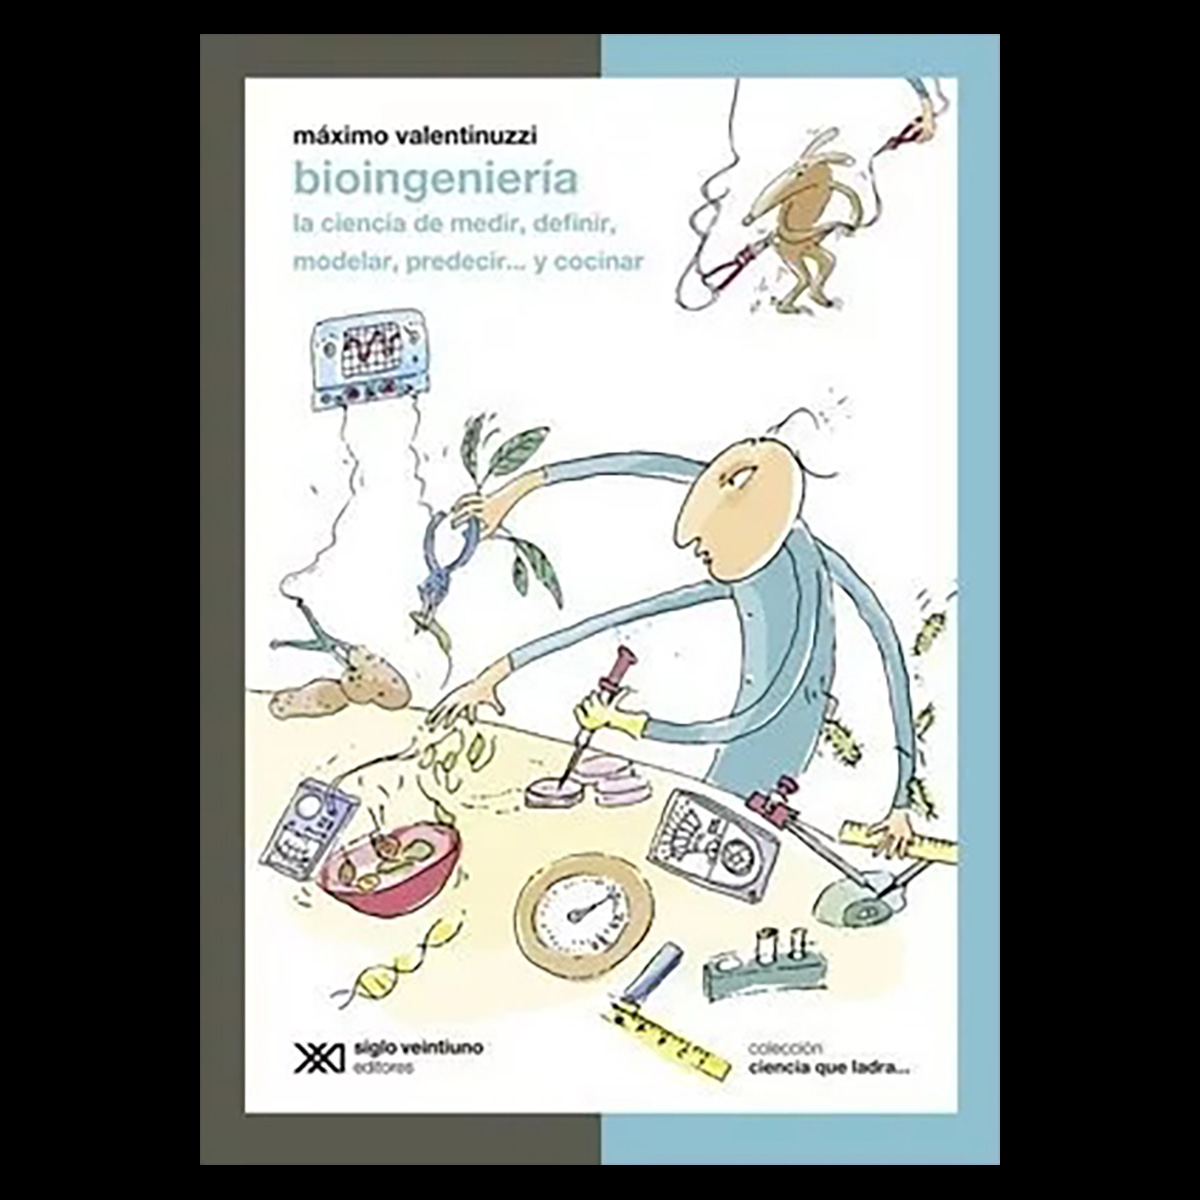 máximo valentinuzzi
bioingeniería
la ciencia de medir, definir,
modelar, predecir... y cocinar
siglo veintiuno
editores
colección
ciencia que ladra...